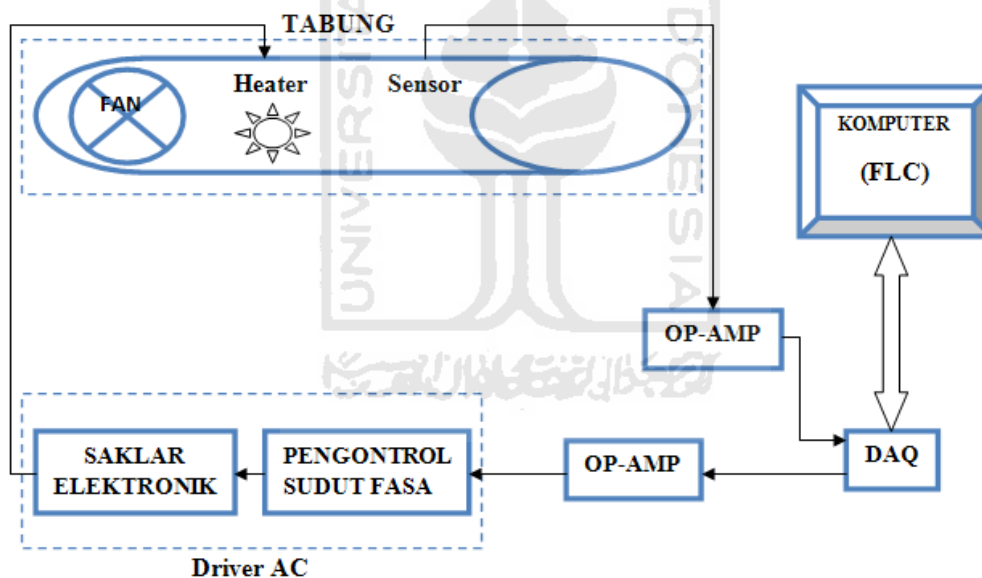 TABUNG
FAN
Heater
Sensor
KOMPUTER
(FLC)
OP-AMP
SAKLAR
ELEKTRONIK
PENGONTROL
SUDUT FASA
OP-AMP
DAQ
Driver AC